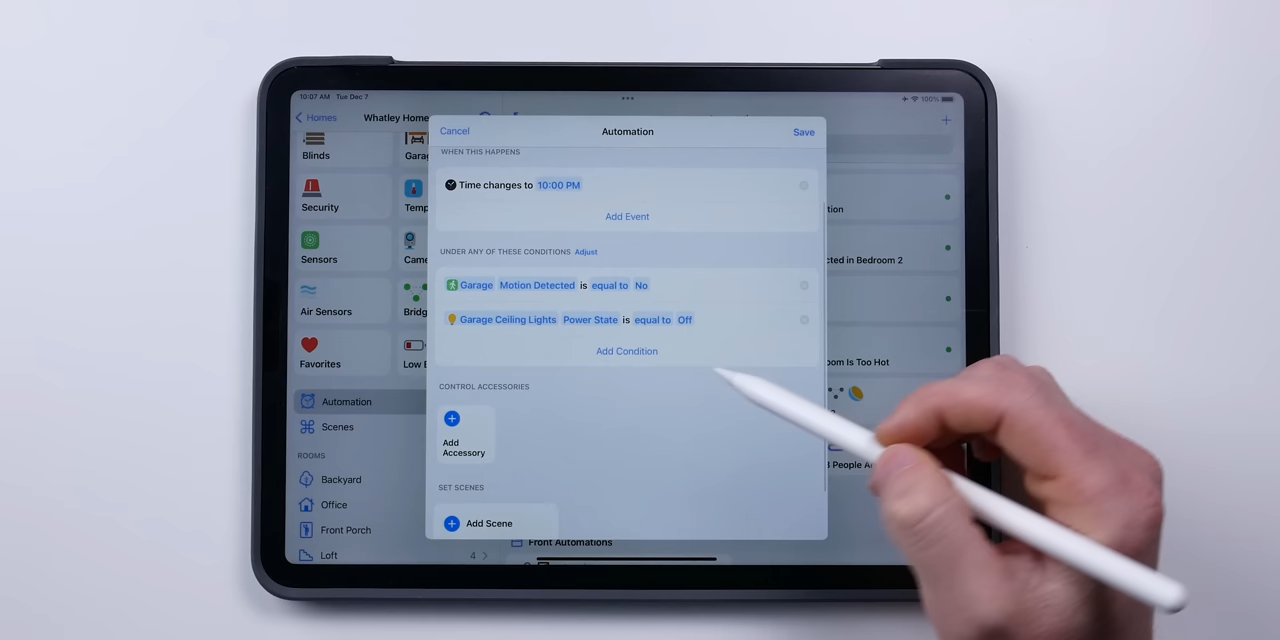 10:07 AM Tue Dec 7
100%
Homes
Whatley Home
Blinds
Security
Sensors
Came
Air Sensors
Bridg
Favorites
Automation
Scenes
ROOMS
Backyard
Office
Front Porch
Loft
4
Cancel
Automation
Save
WHEN THIS HAPPENS
Time changes to 10:00 PM
Add Event
UNDER ANY OF THESE CONDITIONS Adjust
Garage Motion Detected is equal to No
Garage Ceiling Lights Power State is equal to Off
Add Condition
CONTROL ACCESSORIES
Add
Accessory
SET SCENES
Add Scene
Front Automations
tion
cted in Bedroom 2
oom Is Too Hot